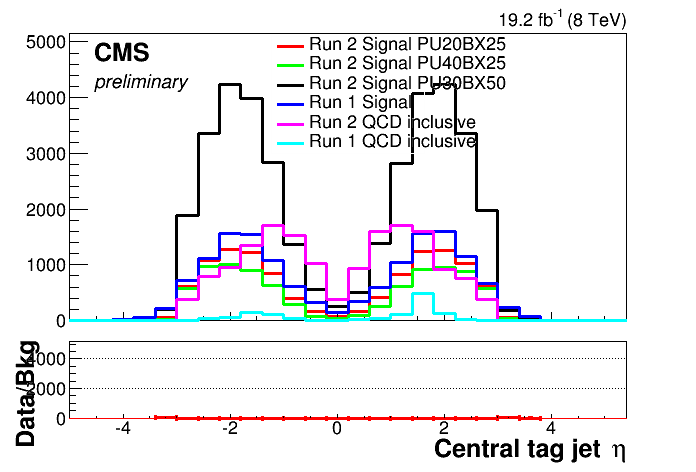 19.2 fb⁻¹ (8 TeV)
CMS
preliminary
Run 2 Signal PU20BX25
Run 2 Signal PU40BX25
Run 2 Signal PU30BX50
Run 1 Signal
Run 2 QCD inclusive
Run 1 QCD inclusive
5000
4000
3000
2000
1000
0
Data/Bkg
4000
2000
0
-4 -2 0 2 4
Central tag jet η